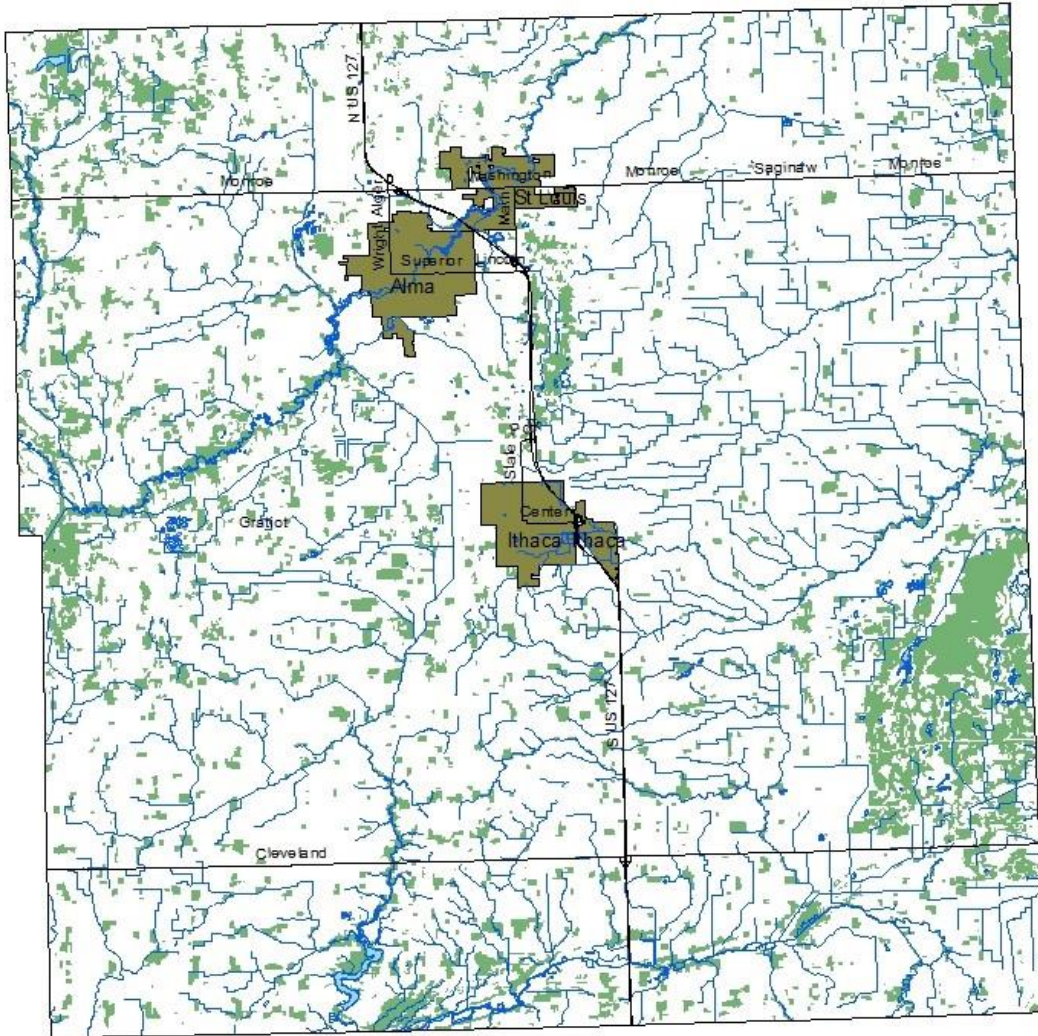 N US 127
Washington
Monroe
Saginaw
Monroe
Monroe
Alger
St Louis
Main
Wright
Superior
Lincoln
Alma
State
Center
Gratiot
Ithaca
Ithaca
S US 127
Cleveland